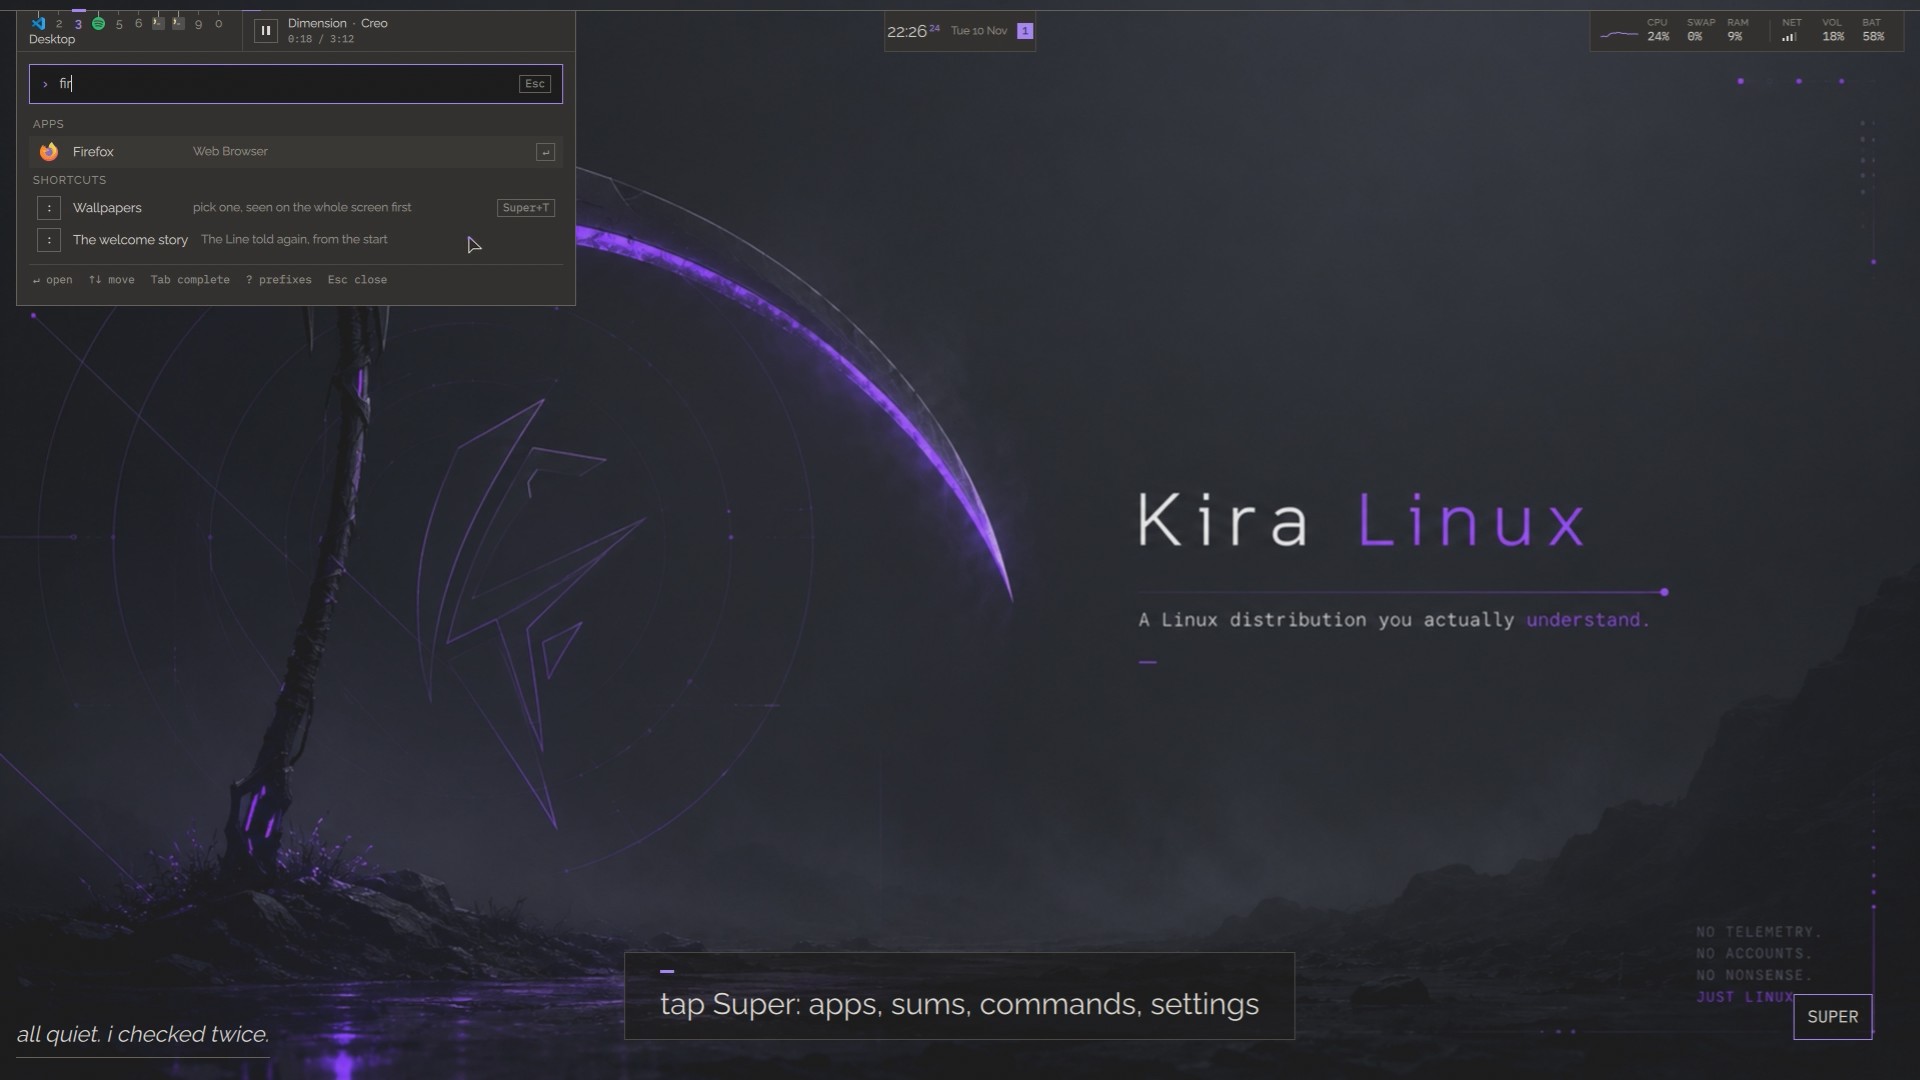 2 3 5 6 9 0
Desktop
Dimension · Creo
0:18 / 3:12
22:26 24 Tue 10 Nov 1
CPU SWAP RAM NET VOL BAT
24% 0% 9% 18% 58%
› fir Esc
APPS
Firefox Web Browser ↵
SHORTCUTS
: Wallpapers pick one, seen on the whole screen first Super+T
: The welcome story The Line told again, from the start
↵ open ↑↓ move Tab complete ? prefixes Esc close
Kira Linux
A Linux distribution you actually understand.
NO TELEMETRY.
NO ACCOUNTS.
NO NONSENSE.
JUST LINUX
tap Super: apps, sums, commands, settings
SUPER
all quiet. i checked twice.